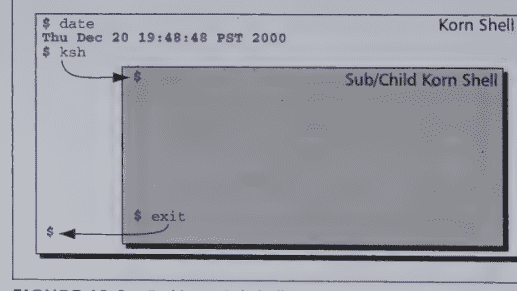 $ date
Korn Shell
Thu Dec 20 19:48:48 PST 2000
$ ksh
$
Sub/Child Korn Shell
$ exit
$